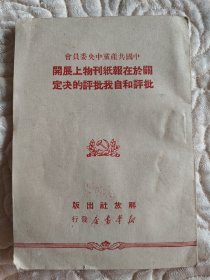 中國共產黨中央委員會
關於在報紙刊物上展開
批評和自我批評的决定
解放社出版
新華書店發行